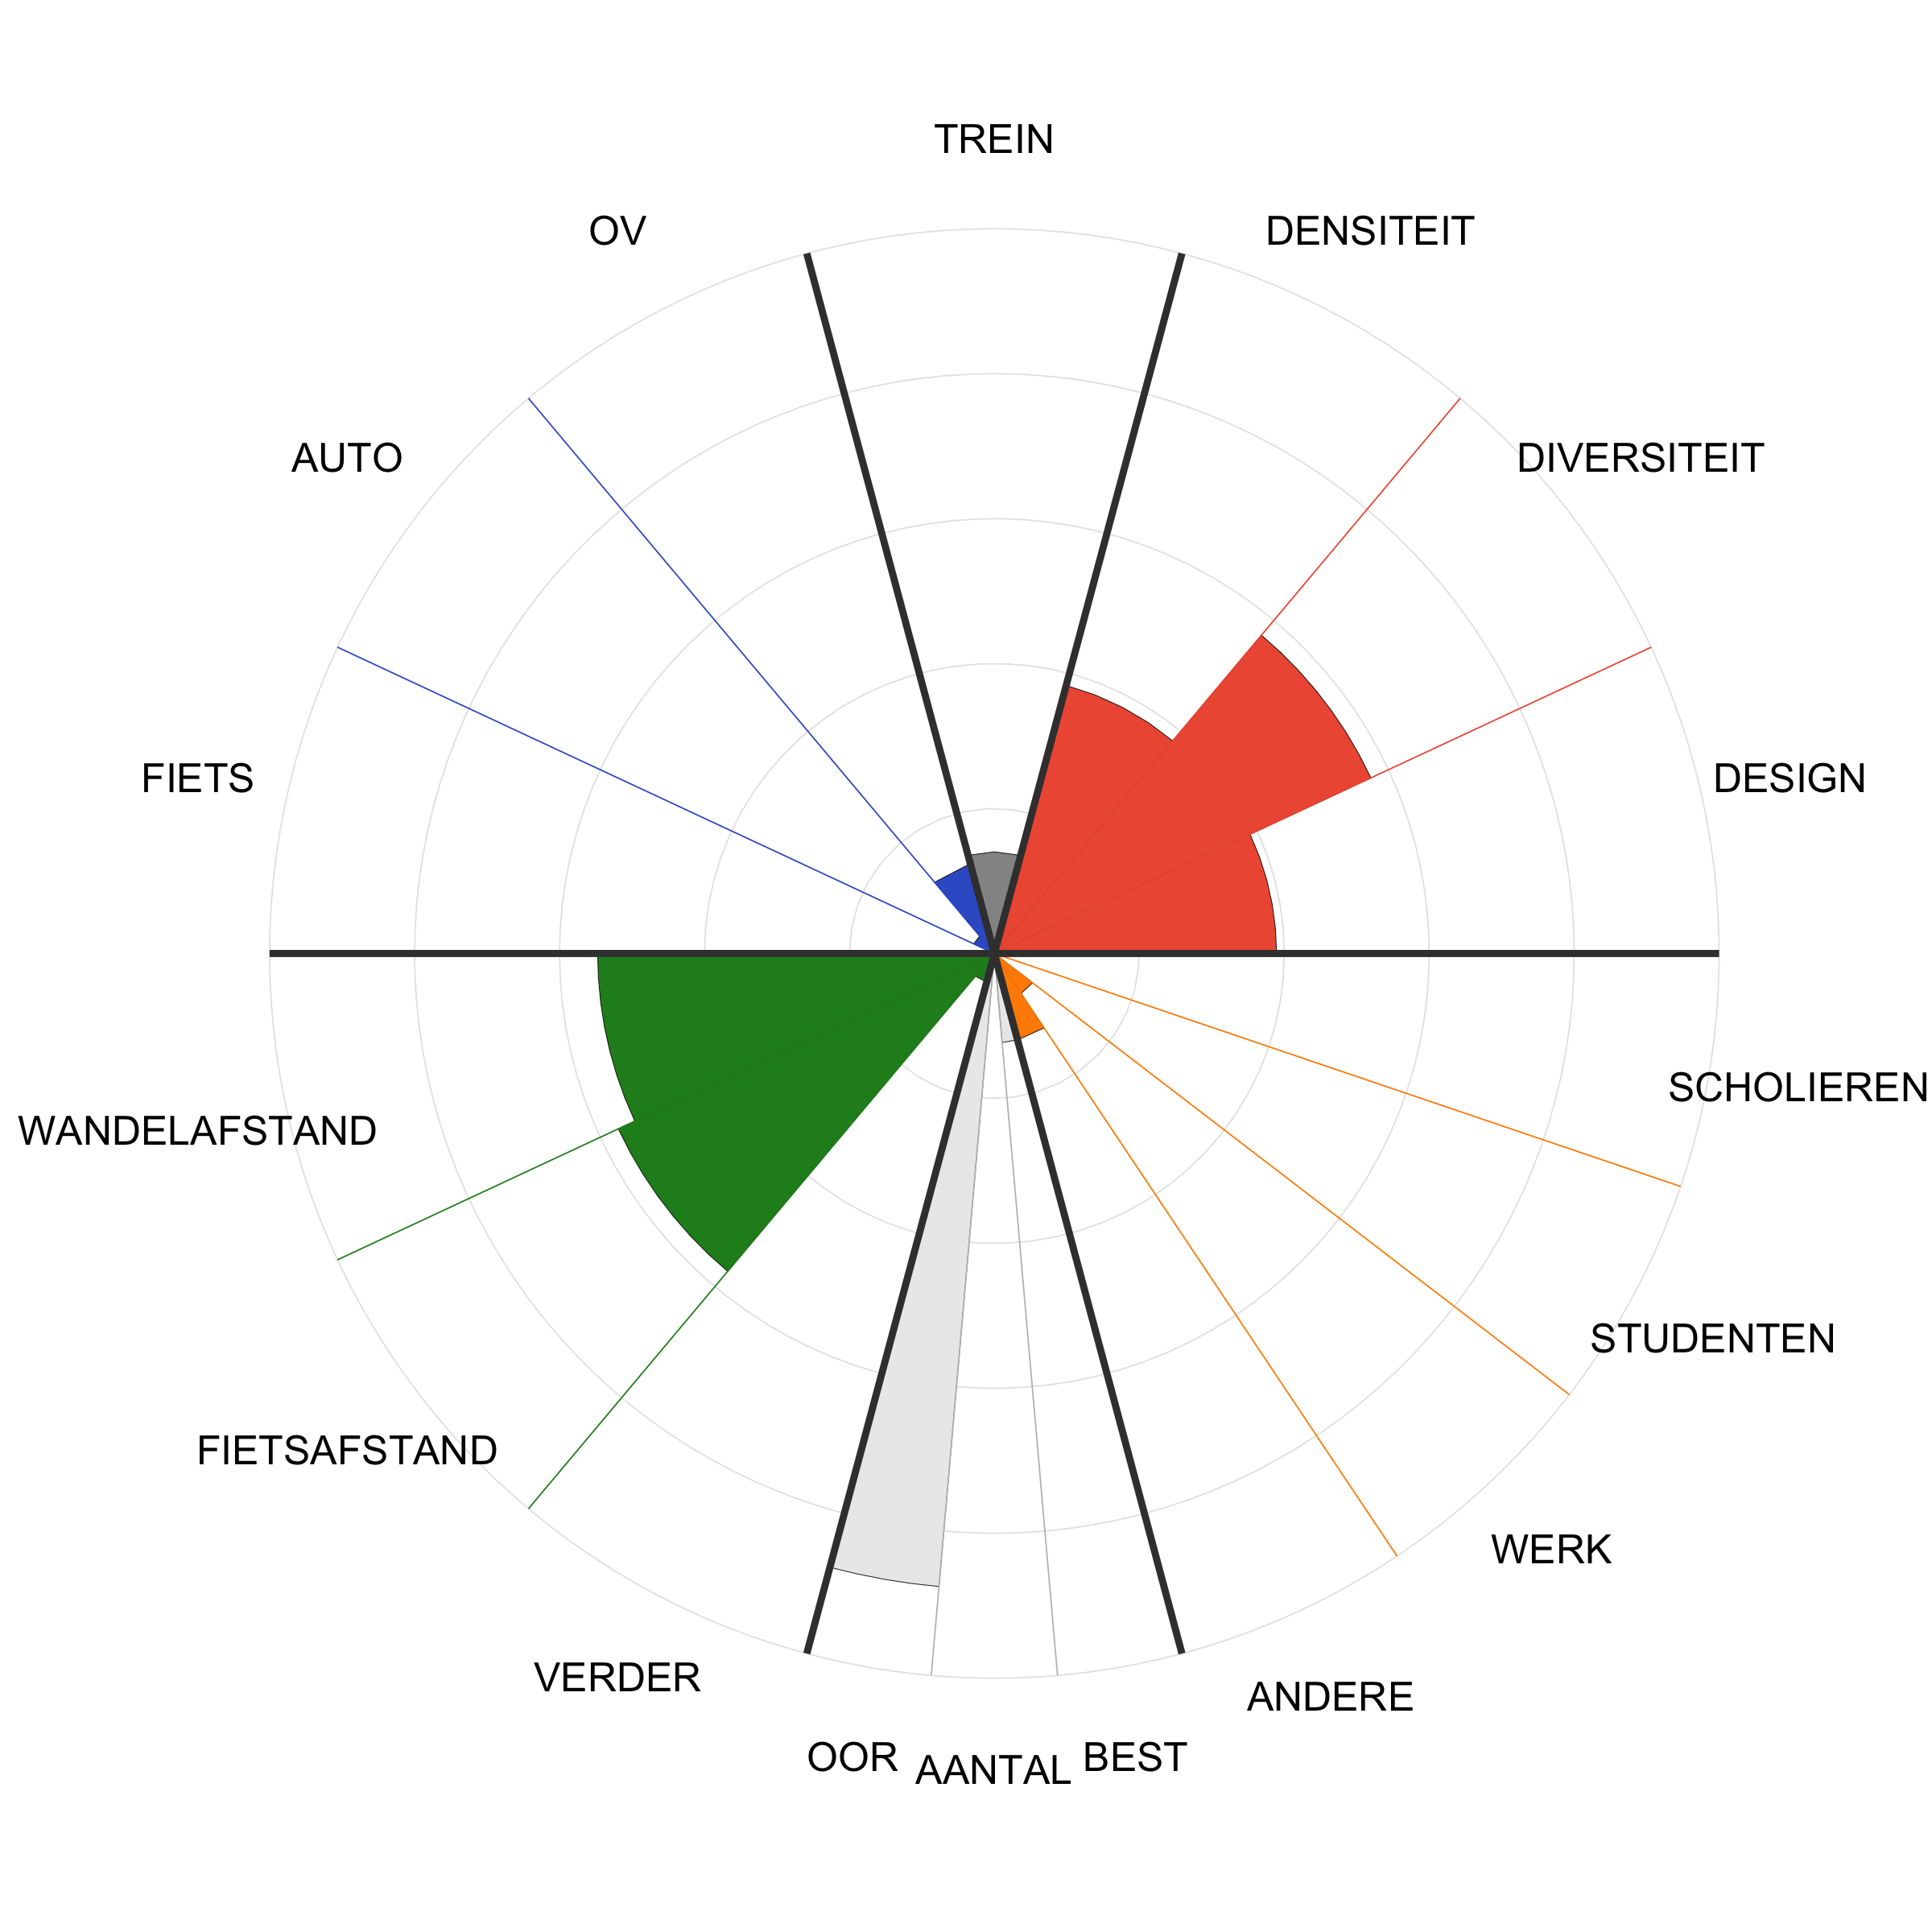 TREIN
OV
DENSITEIT
AUTO
DIVERSITEIT
FIETS
DESIGN
SCHOLIEREN
WANDELAFSTAND
STUDENTEN
FIETSAFSTAND
WERK
VERDER
ANDERE
OOR
AANTAL
BEST